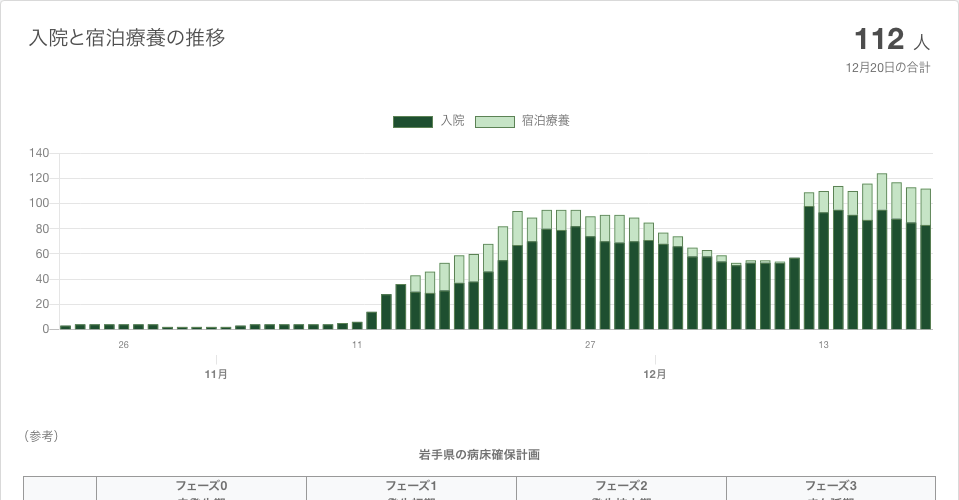 入院と宿泊療養の推移
112 人
12月20日の合計
入院 宿泊療養
140
120
100
80
60
40
20
0
26 11 27 13
11月 12月
（参考）
岩手県の病床確保計画
フェーズ0 フェーズ1 フェーズ2 フェーズ3